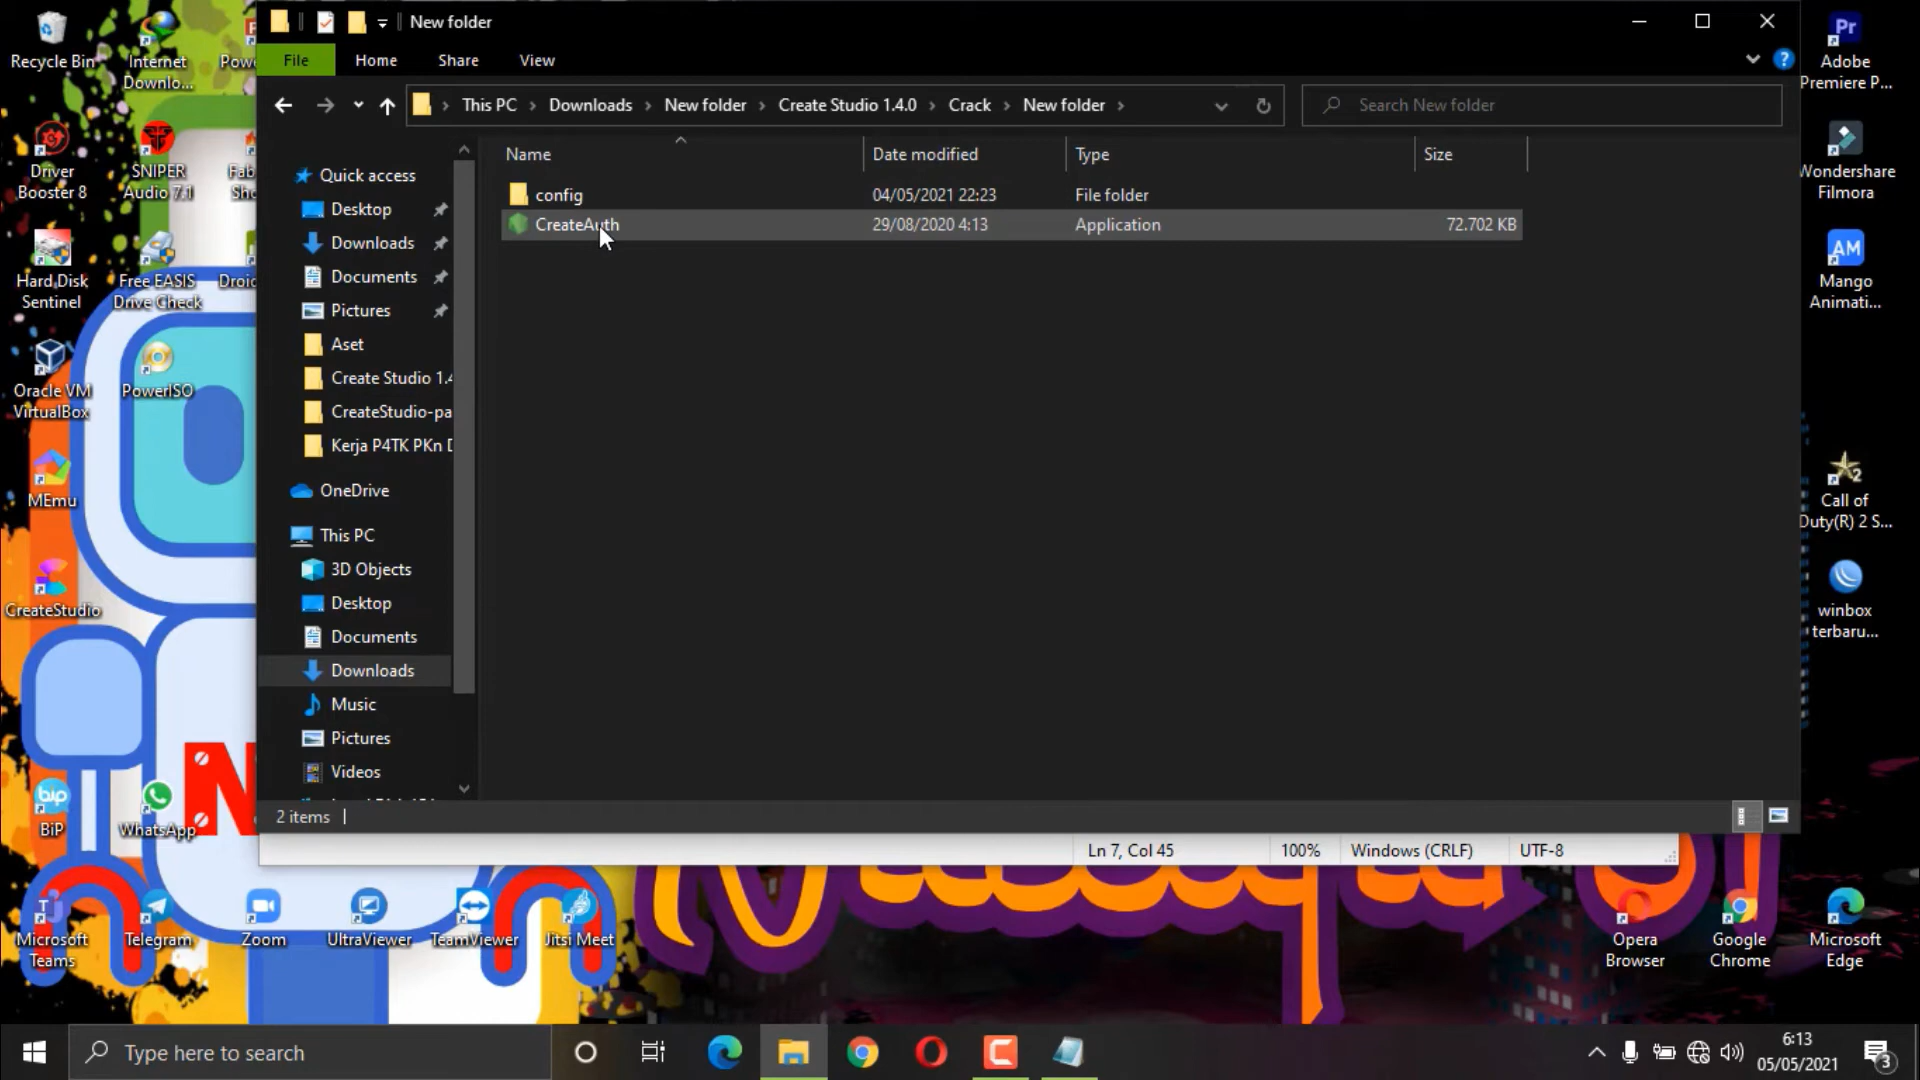 New folder
File
Home
Share
View
This PC
Downloads
New folder
Create Studio 1.4.0
Crack
New folder
Search New folder
Name
Date modified
Type
Size
config
04/05/2021 22:23
File folder
CreateAuth
29/08/2020 4:13
Application
72.702 KB
Quick access
Desktop
Downloads
Documents
Pictures
Aset
Create Studio 1.4
CreateStudio-pa
Kerja P4TK PKn D
OneDrive
This PC
3D Objects
Desktop
Documents
Downloads
Music
Pictures
Videos
2 items
Ln 7, Col 45
100%
Windows (CRLF)
UTF-8
Recycle Bin
Internet
Downlo...
Driver
Booster 8
SNIPER
Audio 7.1
Hard Disk
Sentinel
Free EASIS
Drive Check
Oracle VM
VirtualBox
PowerISO
MEmu
CreateStudio
bip
BiP
WhatsApp
Microsoft
Teams
Telegram
Zoom
UltraViewer
TeamViewer
Jitsi Meet
Pr
Adobe
Premiere P...
Wondershare
Filmora
AM
Mango
Animati...
Call of
Duty(R) 2 S...
winbox
terbaru...
Opera
Browser
Google
Chrome
Microsoft
Edge
Type here to search
6:13
05/05/2021
3